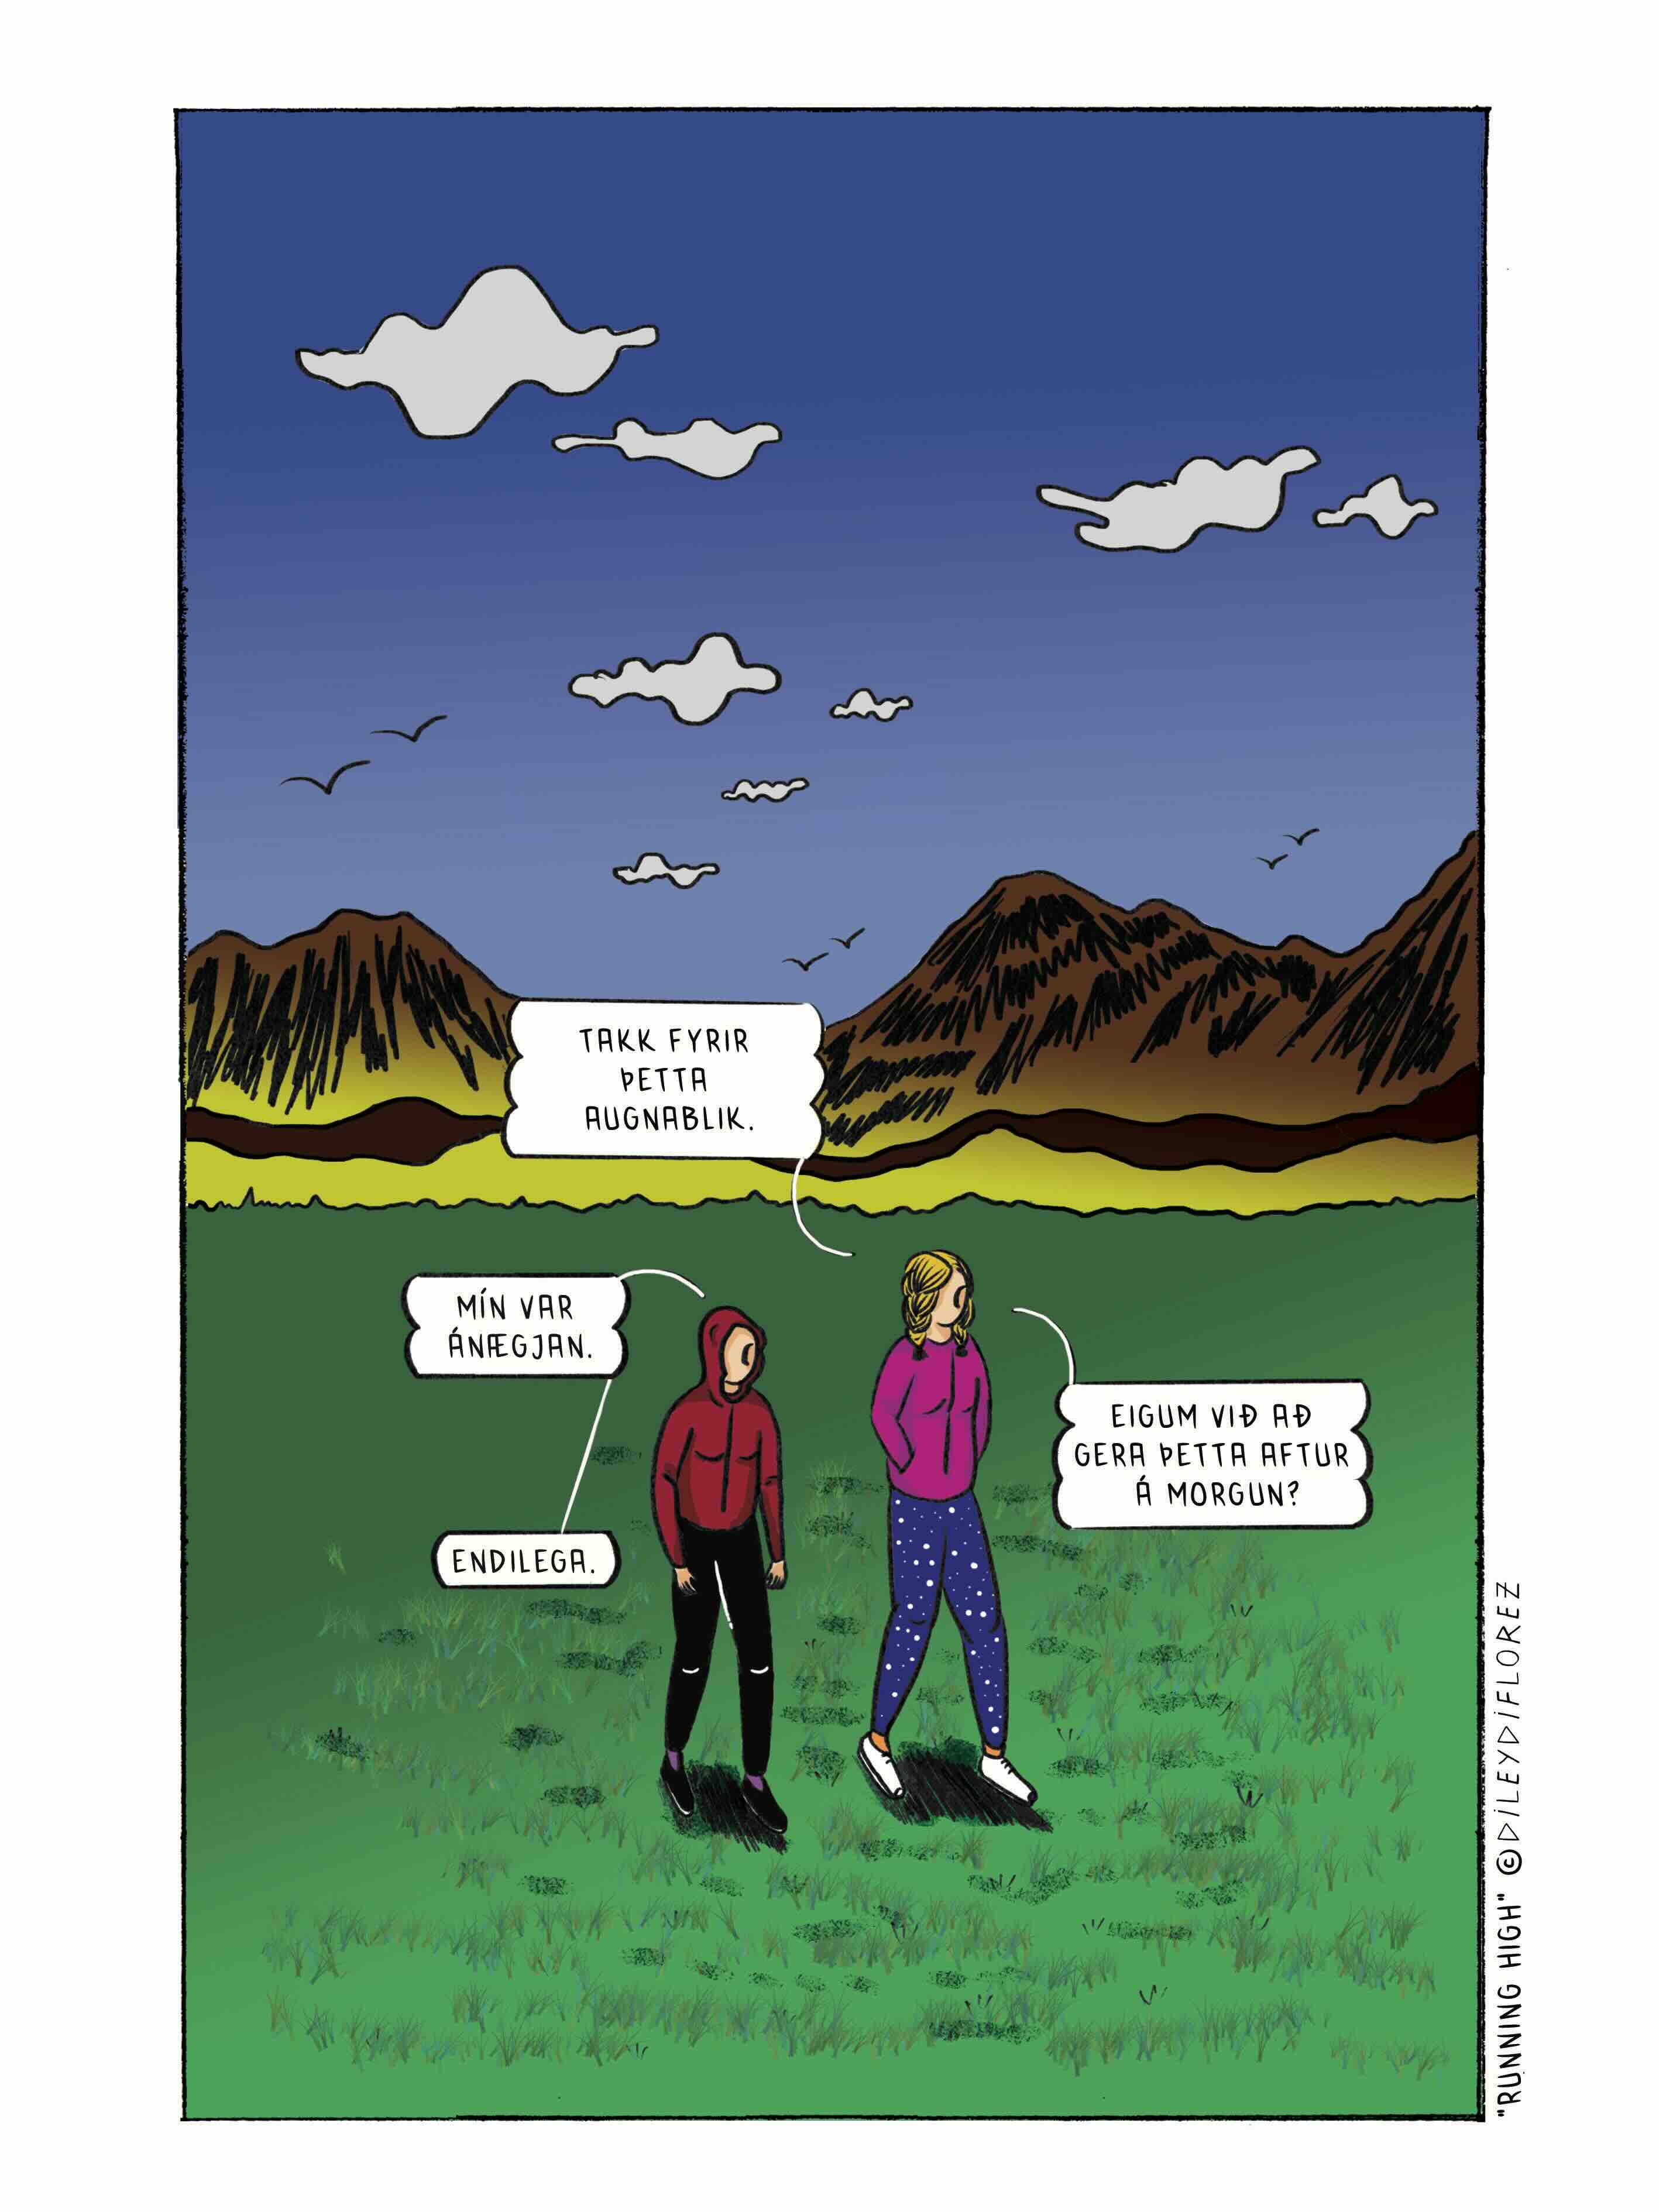 TAKK FYRIR
ÞETTA
AUGNABLIK.
MÍN VAR
ÁNÆGJAN.
EIGUM VIÐ AÐ
GERA ÞETTA AFTUR
Á MORGUN?
ENDILEGA.
"RUNNING HIGH" ©DILEYDIFLOREZ